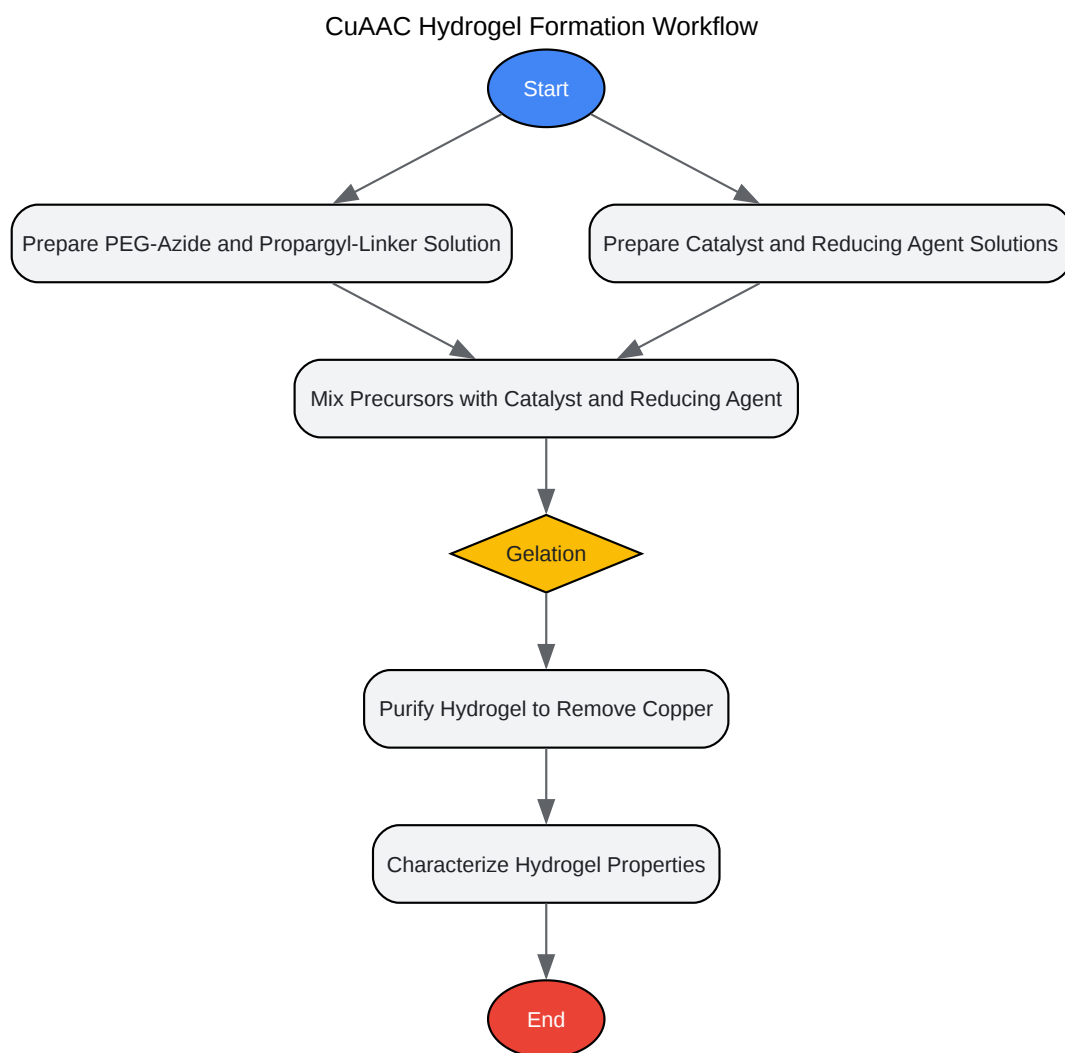 CuAAC Hydrogel Formation Workflow
Start
Prepare PEG-Azide and Propargyl-Linker Solution
Prepare Catalyst and Reducing Agent Solutions
Mix Precursors with Catalyst and Reducing Agent
Gelation
Purify Hydrogel to Remove Copper
Characterize Hydrogel Properties
End